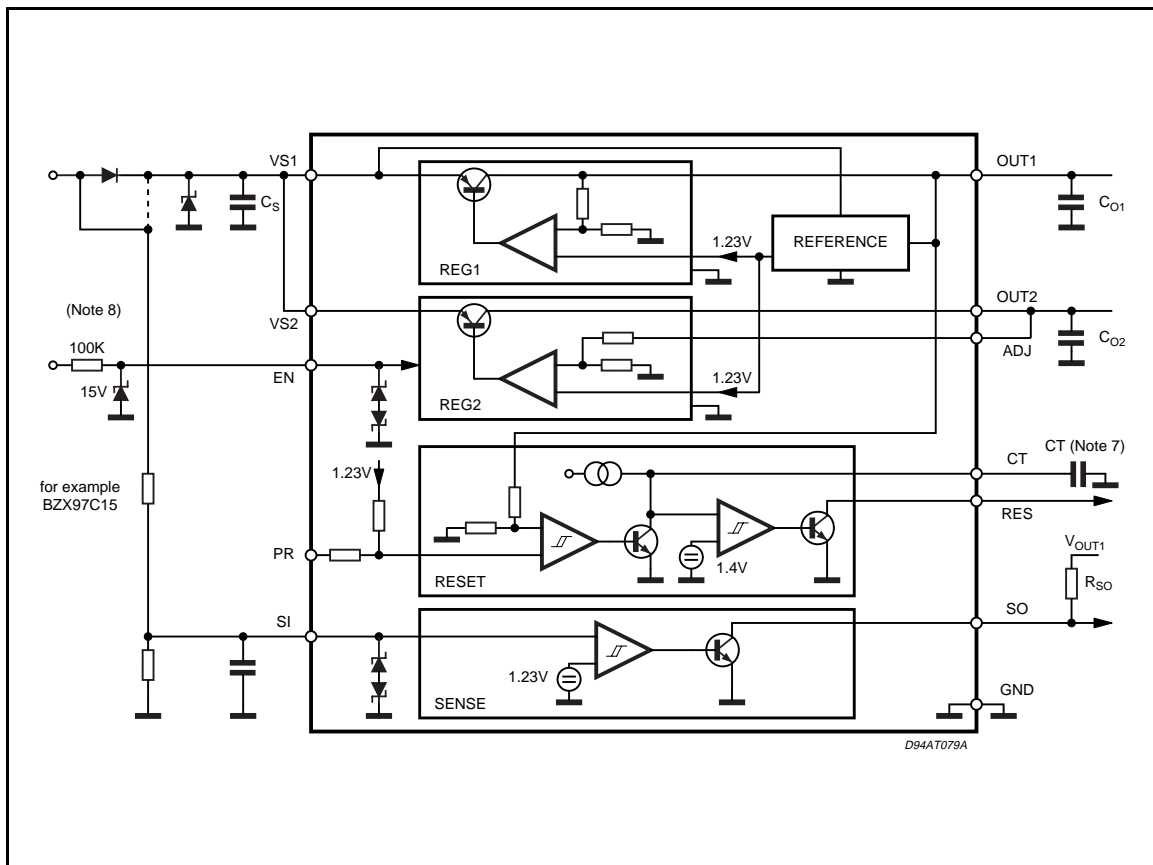 VS1
OUT1
C_S
C_O1
1.23V
REFERENCE
REG1
(Note 8)
OUT2
VS2
100K
ADJ
C_O2
EN
1.23V
15V
REG2
CT
CT (Note 7)
1.23V
for example
BZX97C15
RES
PR
V_OUT1
1.4V
RESET
R_SO
SI
SO
1.23V
SENSE
GND
D94AT079A